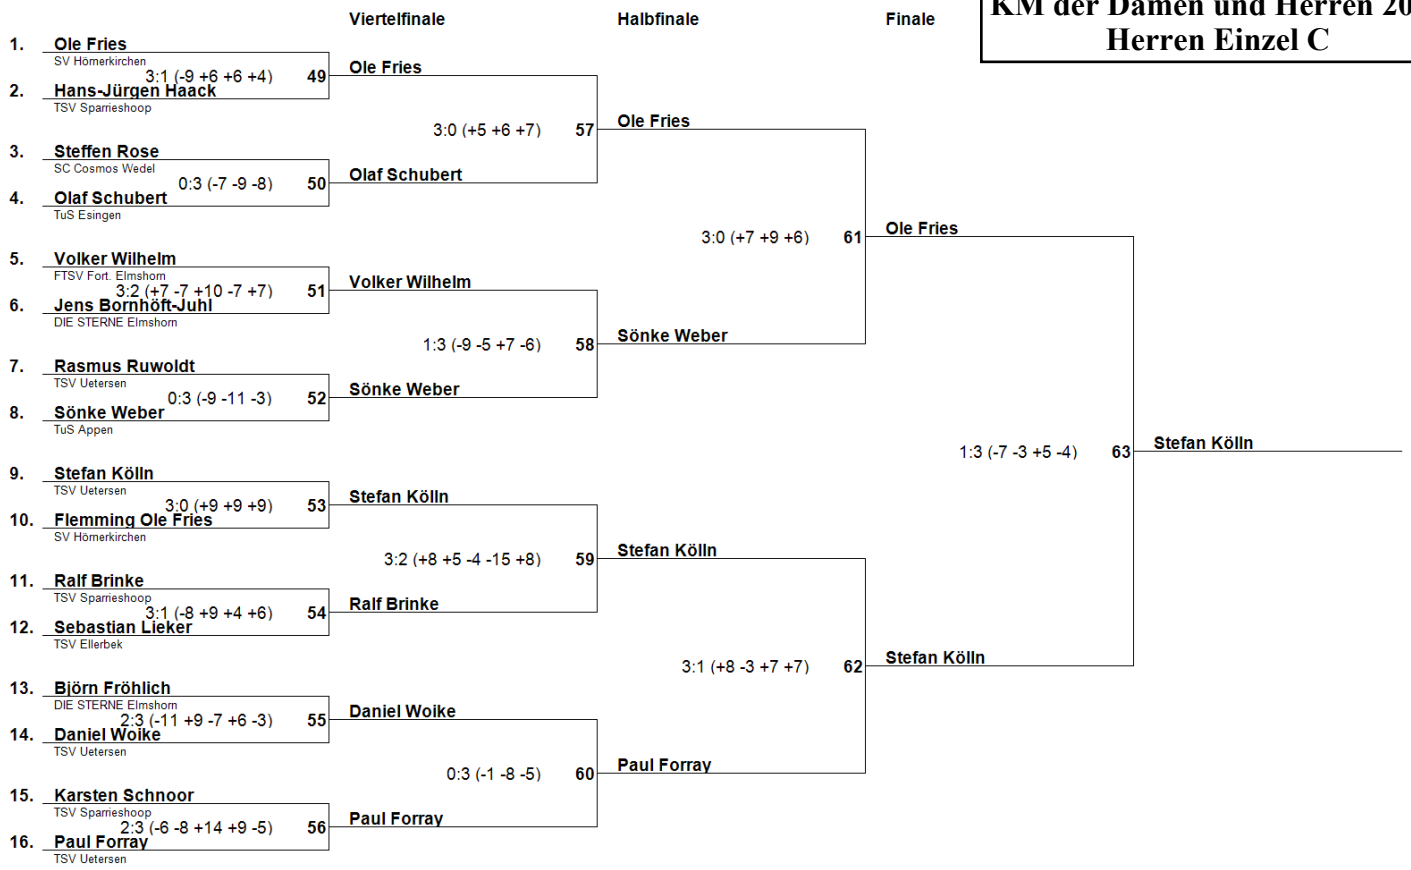 Viertelfinale
Halbfinale
Finale
KM der Damen und Herren 20
Herren Einzel C
1. Ole Fries
SV Hörnerkirchen
3:1 (-9 +6 +6 +4) 49
2. Hans-Jürgen Haack
TSV Sparrieshoop
Ole Fries
3:0 (+5 +6 +7) 57
Ole Fries
3. Steffen Rose
SC Cosmos Wedel
0:3 (-7 -9 -8) 50
4. Olaf Schubert
TuS Esingen
Olaf Schubert
3:0 (+7 +9 +6) 61
Ole Fries
5. Volker Wilhelm
FTSV Fort. Elmshorn
3:2 (+7 -7 +10 -7 +7) 51
6. Jens Bornhöft-Juhl
DIE STERNE Elmshorn
Volker Wilhelm
1:3 (-9 -5 +7 -6) 58
Sönke Weber
7. Rasmus Ruwoldt
TSV Uetersen
0:3 (-9 -11 -3) 52
8. Sönke Weber
TuS Appen
Sönke Weber
1:3 (-7 -3 +5 -4) 63
Stefan Kölln
9. Stefan Kölln
TSV Uetersen
3:0 (+9 +9 +9) 53
10. Flemming Ole Fries
SV Hörnerkirchen
Stefan Kölln
3:2 (+8 +5 -4 -15 +8) 59
Stefan Kölln
11. Ralf Brinke
TSV Sparrieshoop
3:1 (-8 +9 +4 +6) 54
12. Sebastian Lieker
TSV Ellerbek
Ralf Brinke
3:1 (+8 -3 +7 +7) 62
Stefan Kölln
13. Björn Fröhlich
DIE STERNE Elmshorn
2:3 (-11 +9 -7 +6 -3) 55
14. Daniel Woike
TSV Uetersen
Daniel Woike
0:3 (-1 -8 -5) 60
Paul Forray
15. Karsten Schnoor
TSV Sparrieshoop
2:3 (-6 -8 +14 +9 -5) 56
16. Paul Forray
TSV Uetersen
Paul Forray